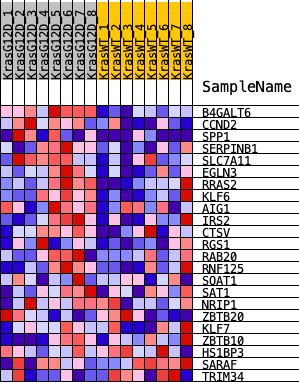 KrasG12D_1
KrasG12D_2
KrasG12D_3
KrasG12D_4
KrasG12D_5
KrasG12D_6
KrasG12D_7
KrasG12D_8
KrasWT_1
KrasWT_2
KrasWT_3
KrasWT_4
KrasWT_5
KrasWT_6
KrasWT_7
KrasWT_8
SampleName
B4GALT6
CCND2
SPP1
SERPINB1
SLC7A11
EGLN3
RRAS2
KLF6
AIG1
IRS2
CTSV
RGS1
RAB20
RNF125
SOAT1
SAT1
NRIP1
ZBTB20
KLF7
ZBTB10
HS1BP3
SARAF
TRIM34